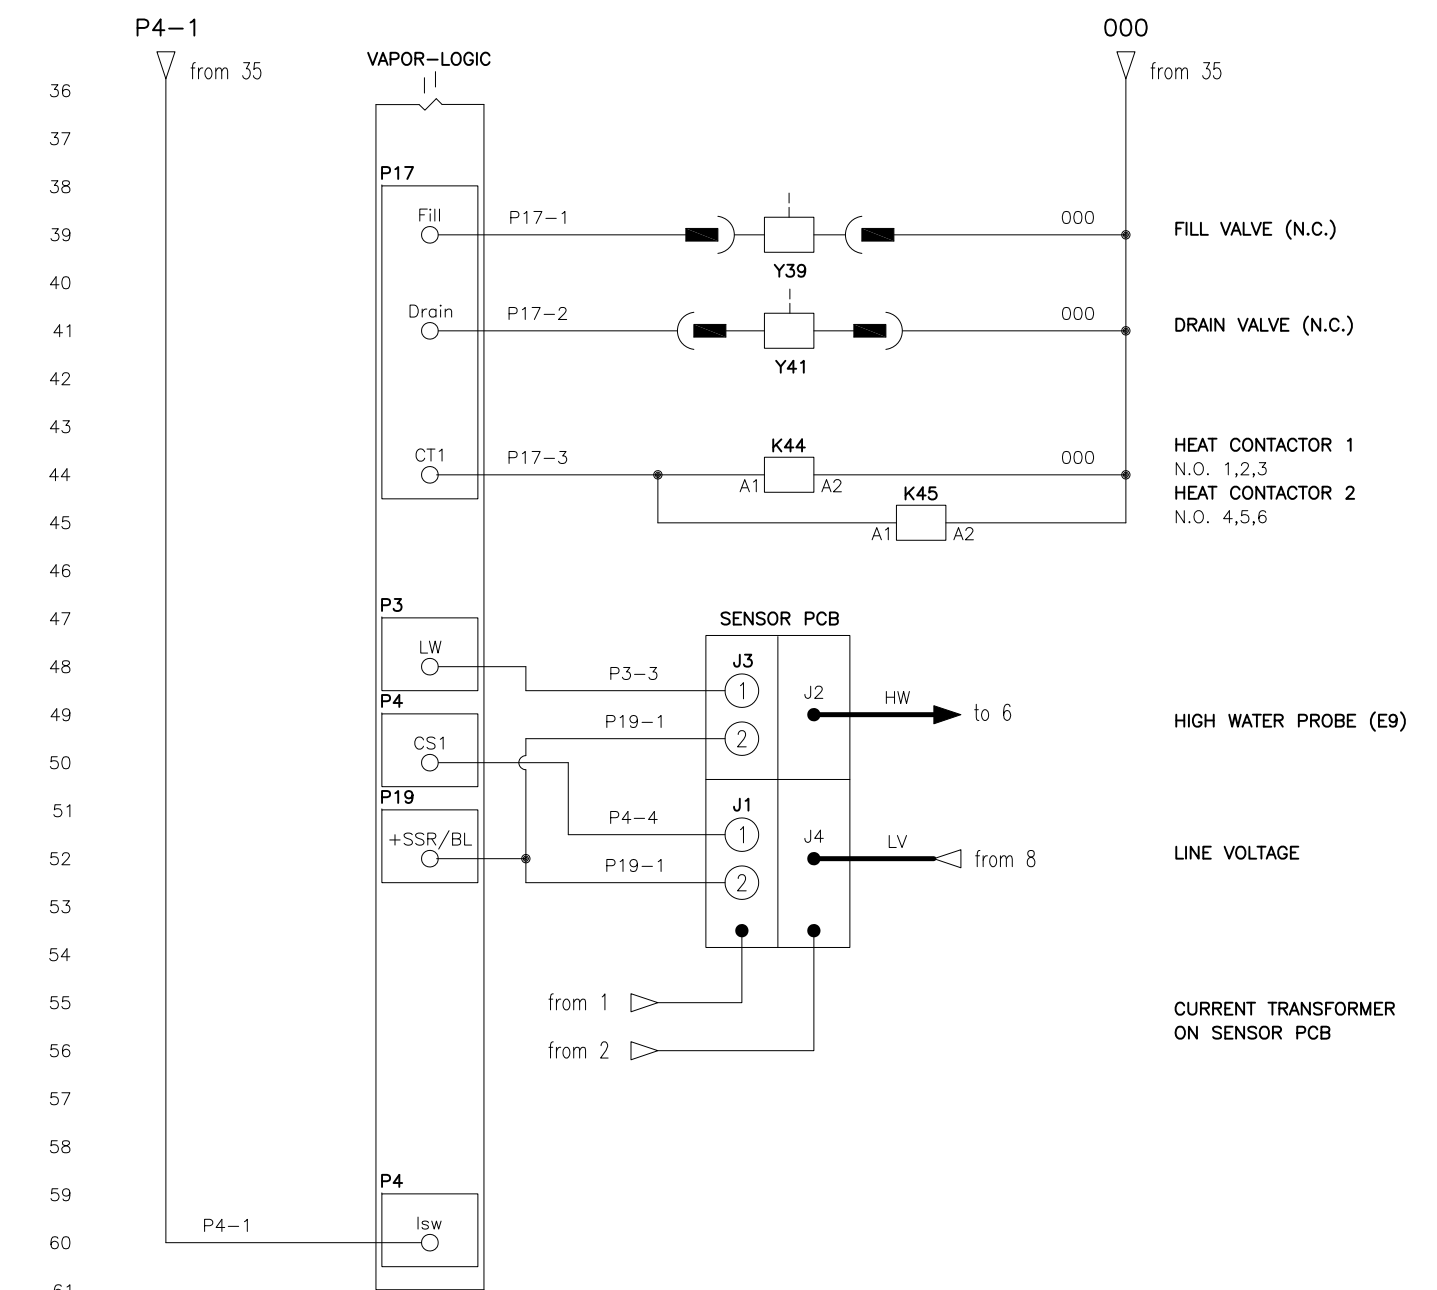 P4-1
000
from 35
VAPOR-LOGIC
from 35
36
37
P17
38
Fill
P17-1
000
39
FILL VALVE (N.C.)
Y39
40
Drain
P17-2
000
41
DRAIN VALVE (N.C.)
Y41
42
43
K44
HEAT CONTACTOR 1
CT1
P17-3
000
44
N.O. 1,2,3
A1
A2
K45
HEAT CONTACTOR 2
45
N.O. 4,5,6
A1
A2
46
P3
47
SENSOR PCB
LW
J3
48
P3-3
1
J2
HW
P4
49
to 6
P19-1
HIGH WATER PROBE (E9)
CS1
2
50
P19
51
J1
P4-4
1
+SSR/BL
J4
LV
52
from 8
LINE VOLTAGE
P19-1
2
53
54
from 1
55
CURRENT TRANSFORMER
ON SENSOR PCB
from 2
56
57
58
P4
59
P4-1
Isw
60
61